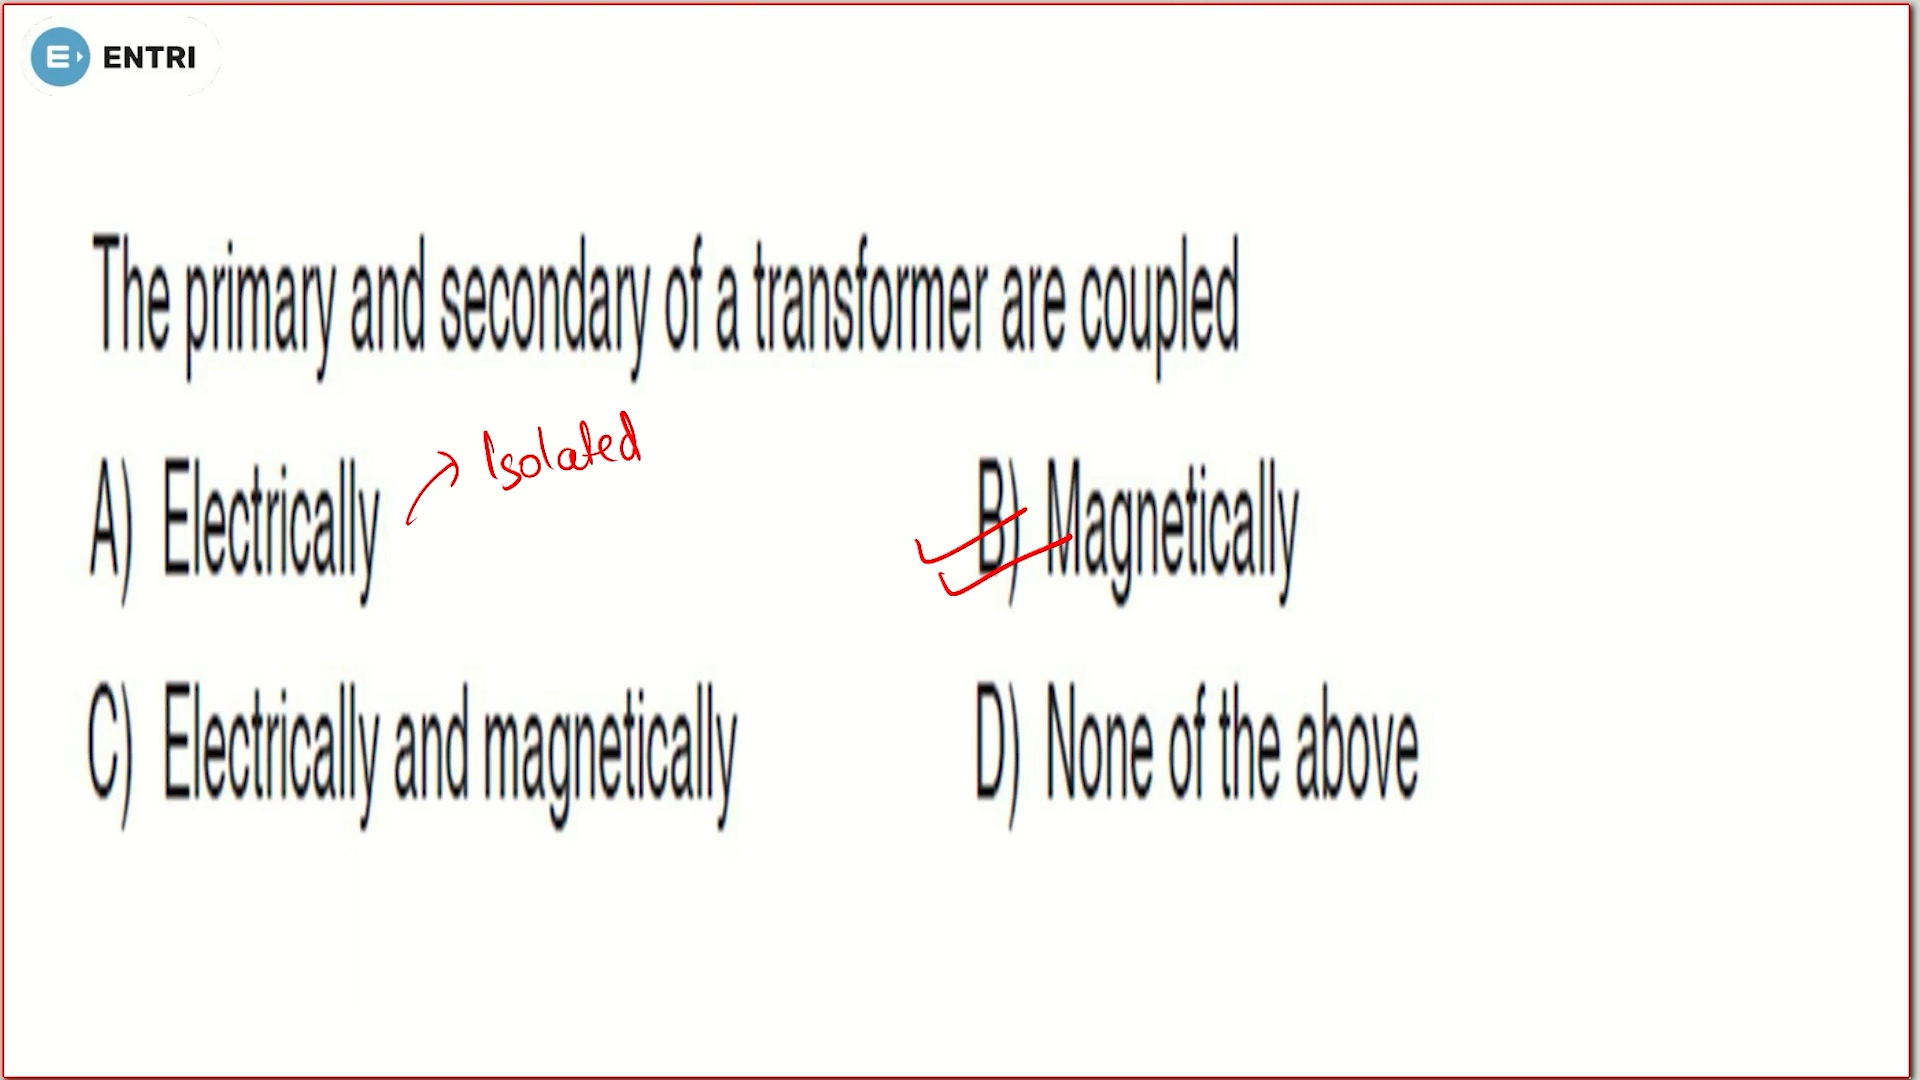 ENTRI
The primary and secondary of a transformer are coupled
Isolated
A) Electrically B) Magnetically
C) Electrically and magnetically D) None of the above